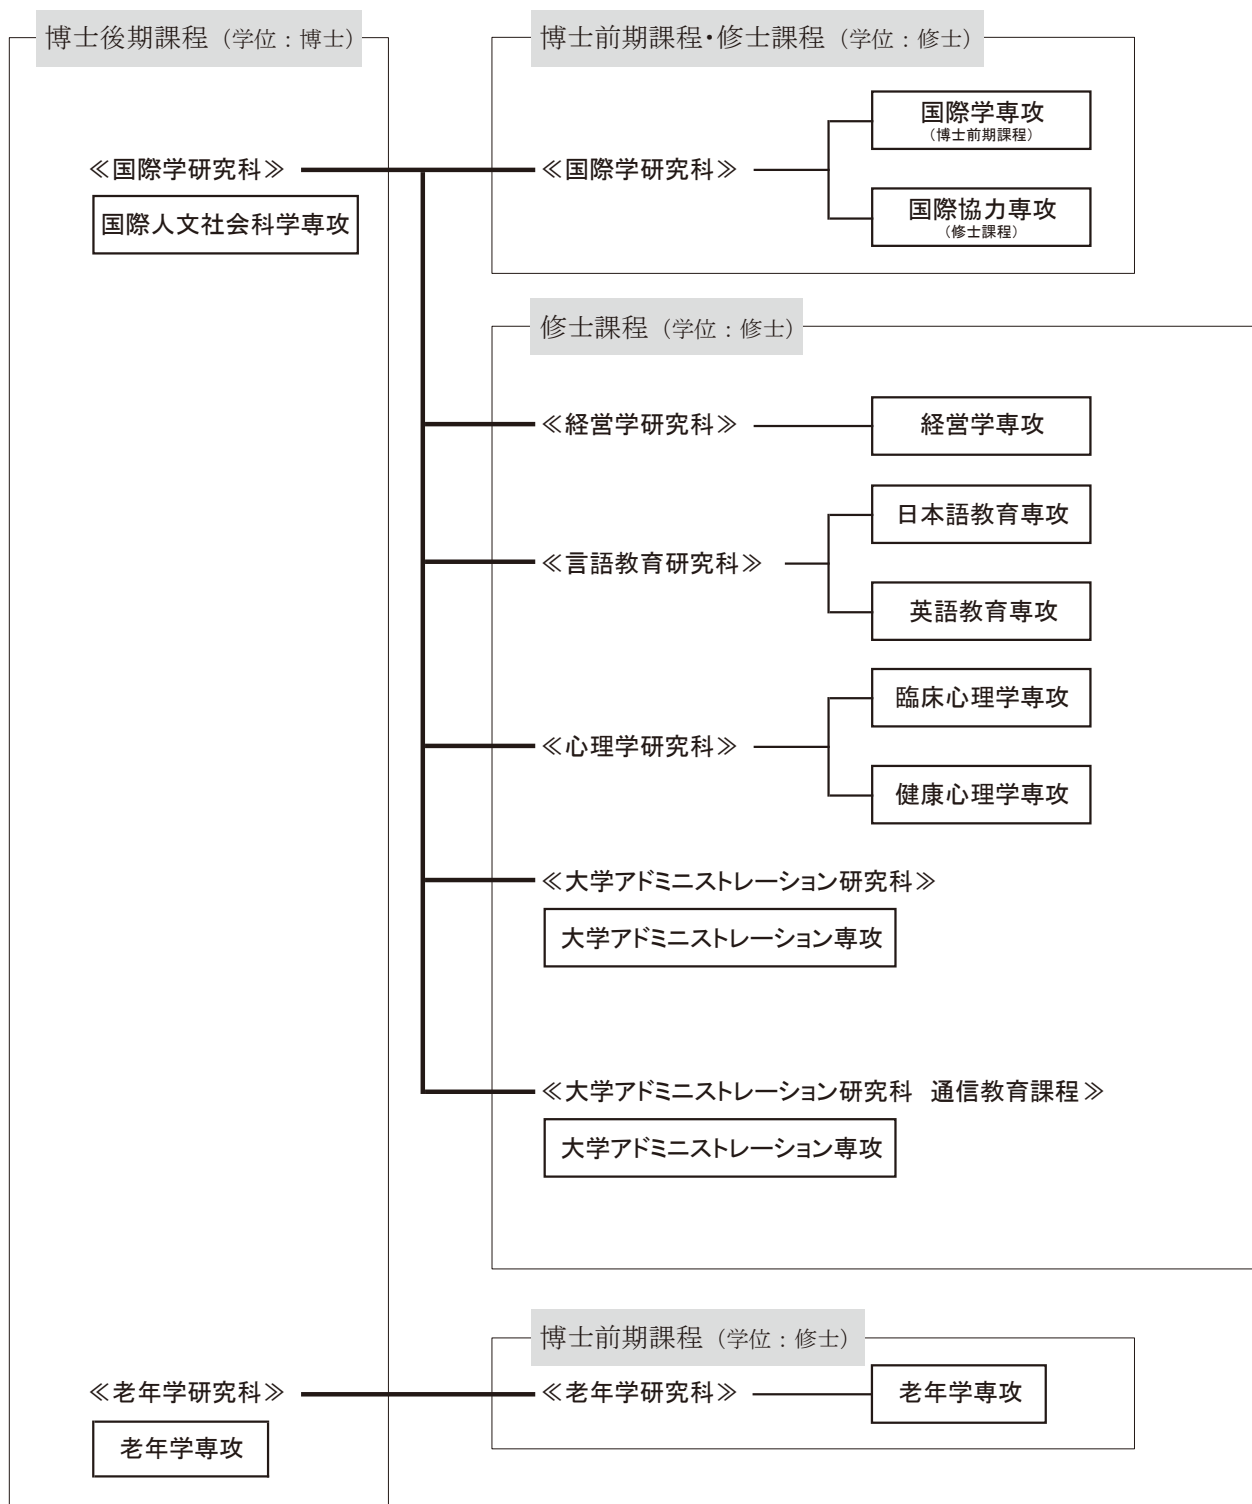 博士後期課程（学位：博士）
≪国際学研究科≫
国際人文社会科学専攻
≪老年学研究科≫
老年学専攻
博士前期課程・修士課程（学位：修士）
≪国際学研究科≫
国際学専攻
（博士前期課程）
国際協力専攻
（修士課程）
修士課程（学位：修士）
≪経営学研究科≫
経営学専攻
≪言語教育研究科≫
日本語教育専攻
英語教育専攻
≪心理学研究科≫
臨床心理学専攻
健康心理学専攻
≪大学アドミニストレーション研究科≫
大学アドミニストレーション専攻
≪大学アドミニストレーション研究科　通信教育課程≫
大学アドミニストレーション専攻
博士前期課程（学位：修士）
≪老年学研究科≫
老年学専攻